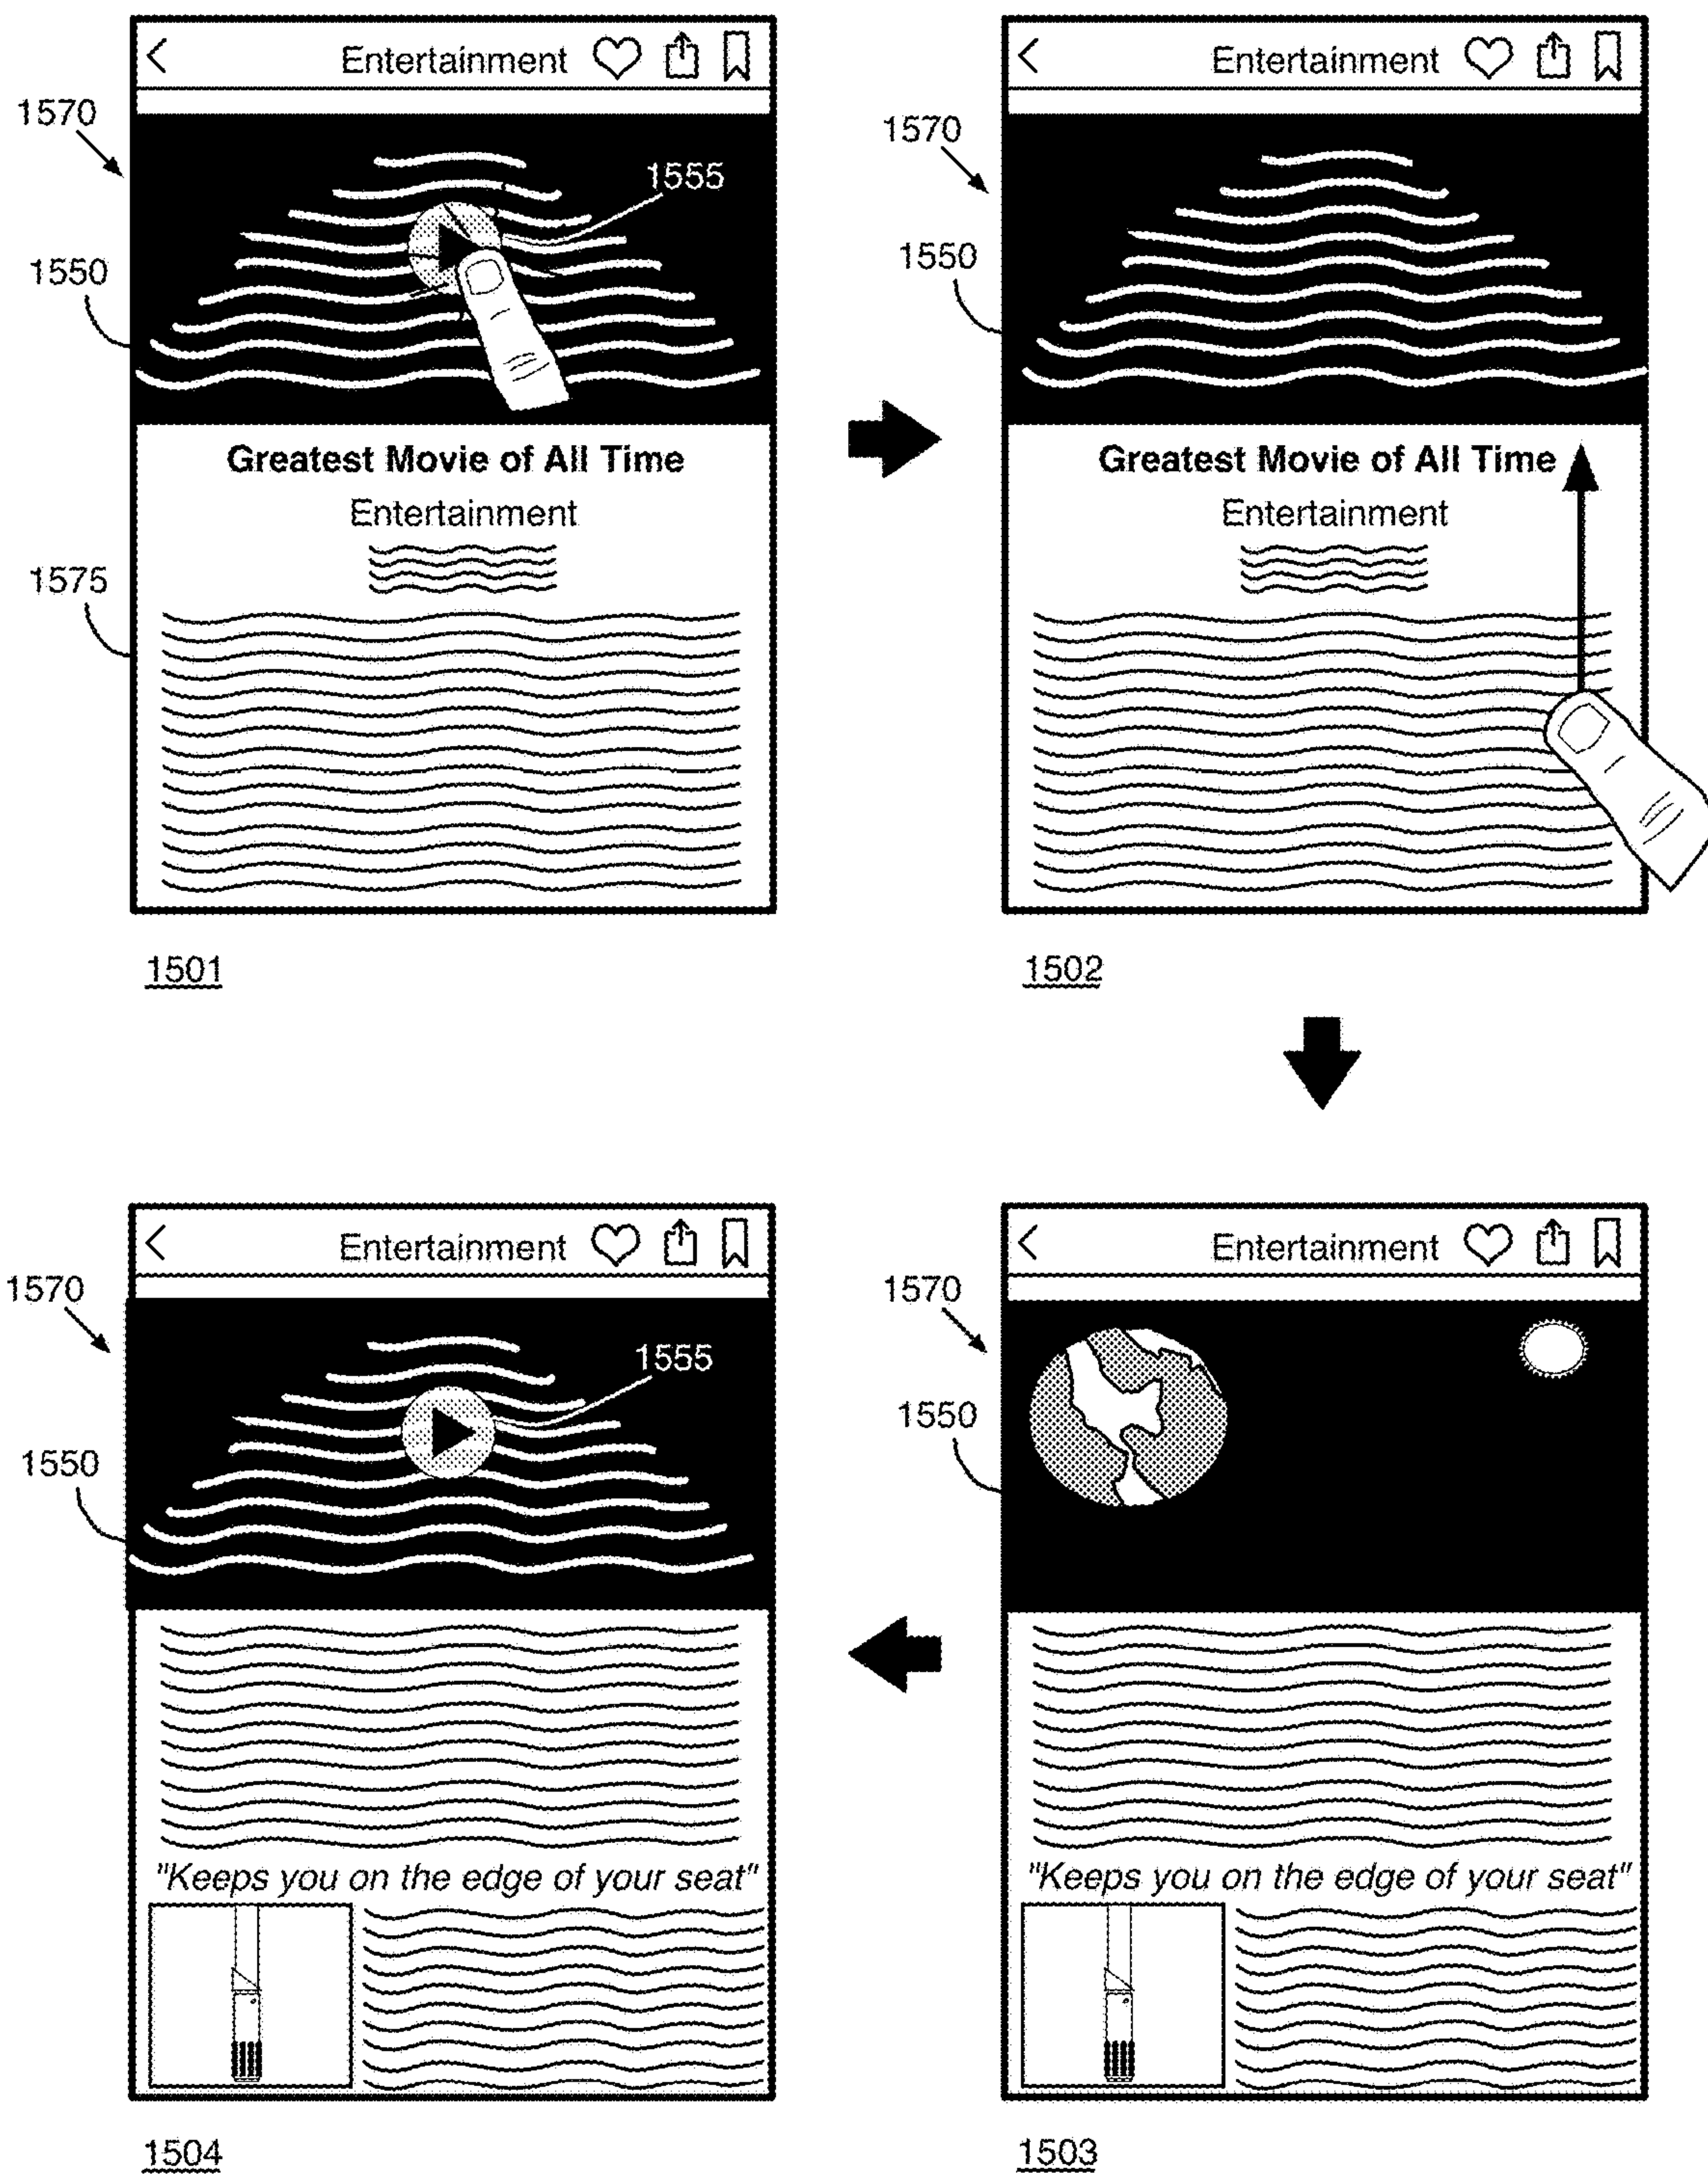 Entertainment
1570
1555
1550
Greatest Movie of All Time
Entertainment
1575
1501
Entertainment
1570
1550
Greatest Movie of All Time
Entertainment
1502
Entertainment
1570
1555
1550
"Keeps you on the edge of your seat"
1504
Entertainment
1570
1550
"Keeps you on the edge of your seat"
1503